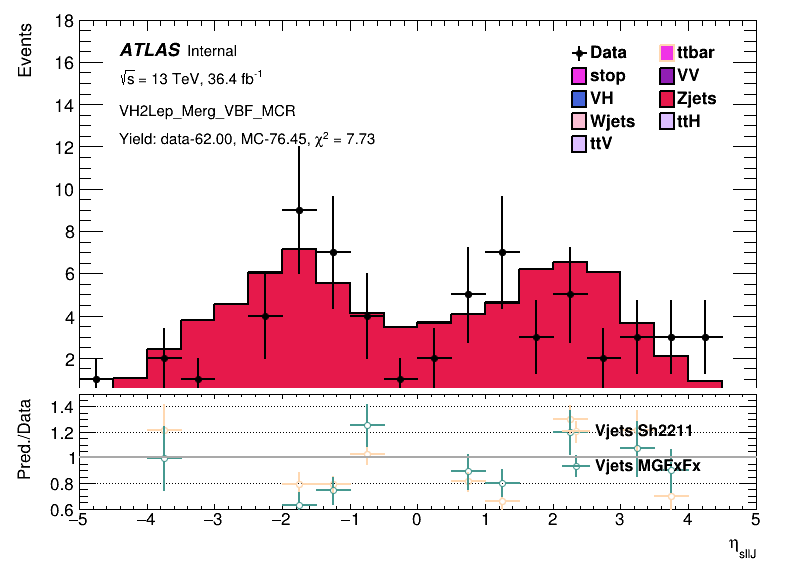 Events
18
16
14
12
10
8
6
4
2
ATLAS Internal
√s = 13 TeV, 36.4 fb⁻¹
VH2Lep_Merg_VBF_MCR
Yield: data-62.00, MC-76.45, χ² = 7.73
Data
ttbar
stop
VV
VH
Zjets
Wjets
ttH
ttV
Pred./Data
1.4
1.2
1
0.8
0.6
Vjets Sh2211
Vjets MGFxFx
−5 −4 −3 −2 −1 0 1 2 3 4 5
η_sllJ